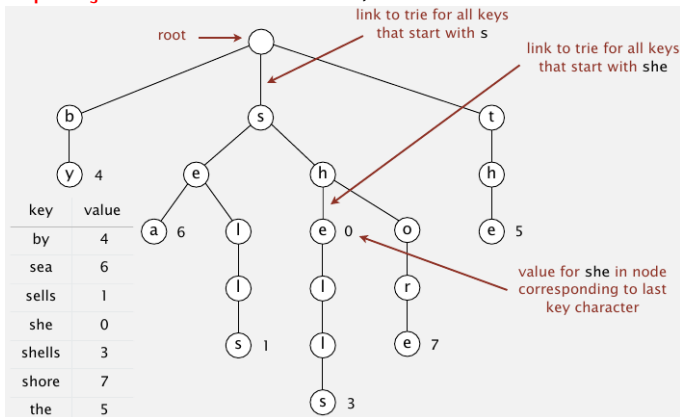 link to trie for all keys
that start with s
root
link to trie for all keys
that start with she
b s t
y 4 e h h
key value
a 6 l e 0 o e 5
by 4
sea 6
l l r
value for she in node
corresponding to last
key character
sells 1
she 0
s 1 l e 7
shells 3
shore 7
s 3
the 5